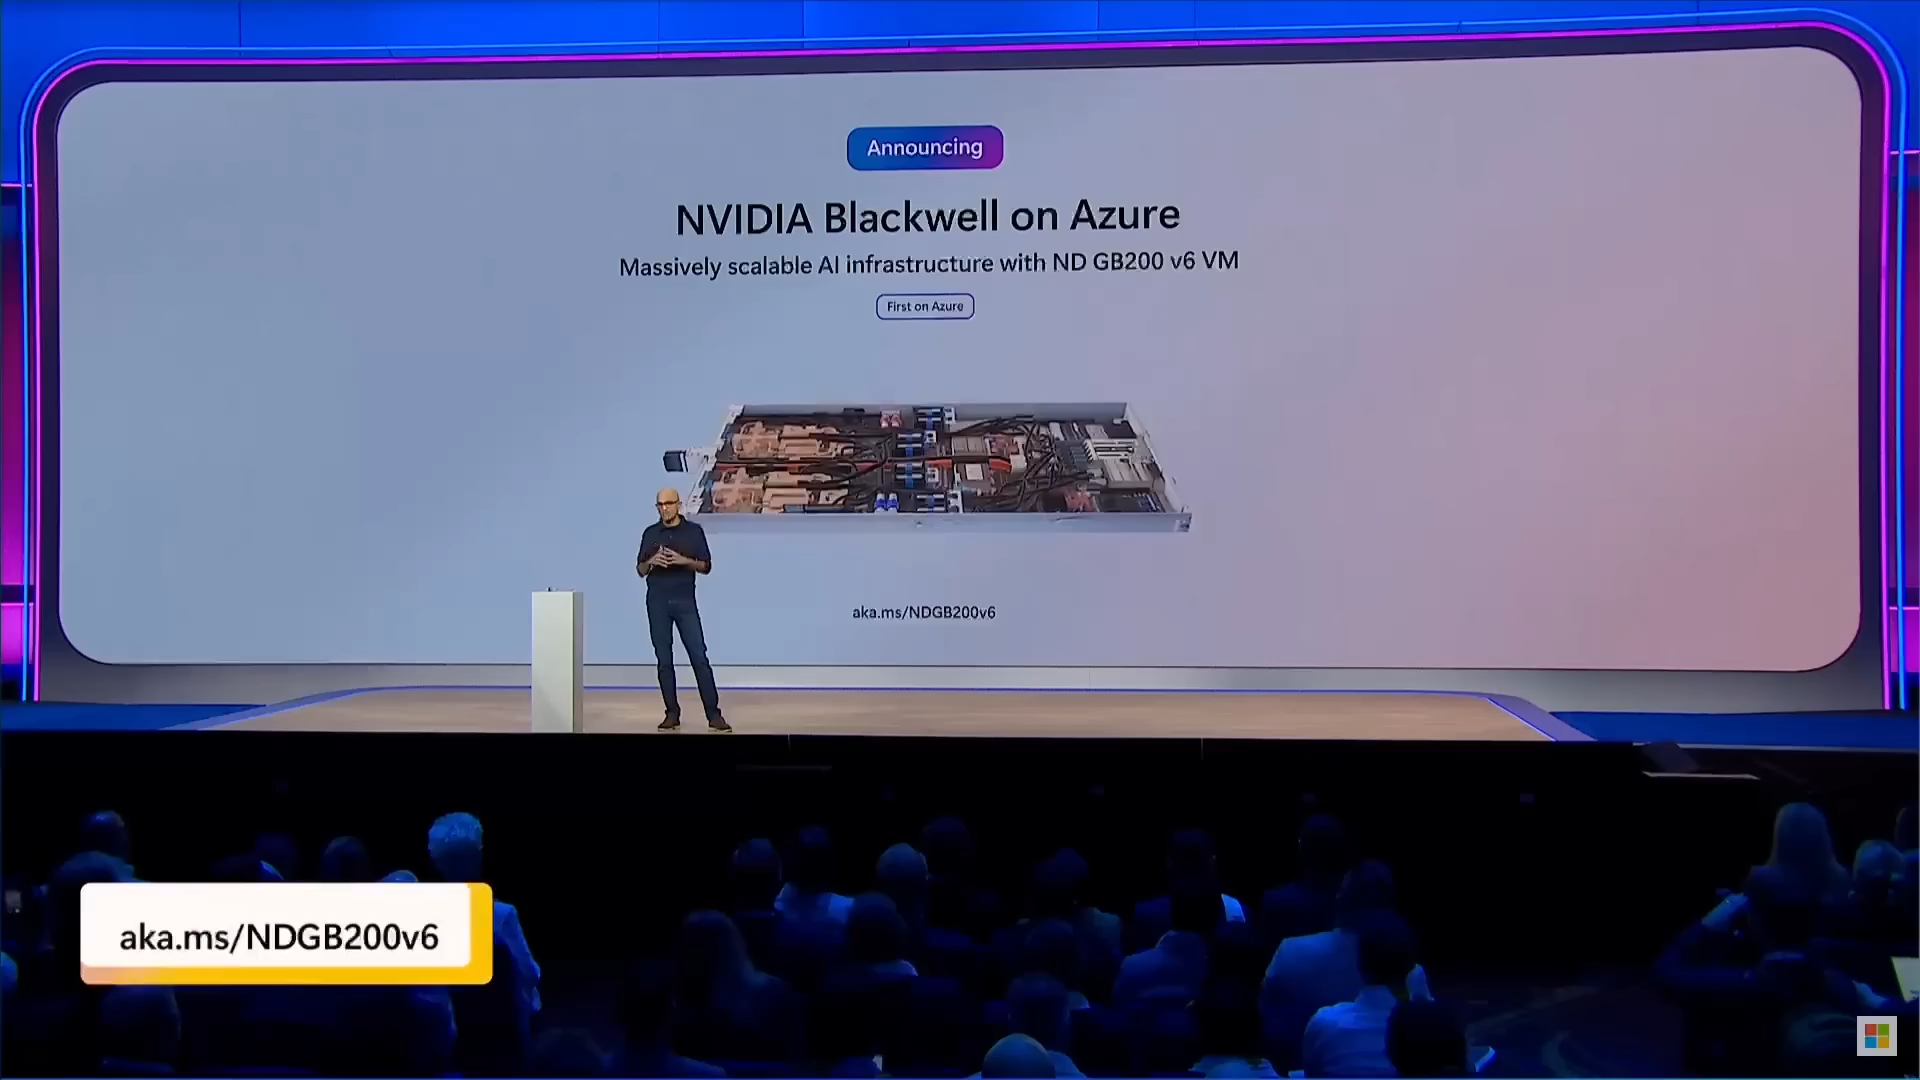 Announcing
NVIDIA Blackwell on Azure
Massively scalable AI infrastructure with ND GB200 v6 VM
First on Azure
aka.ms/NDGB200v6
aka.ms/NDGB200v6